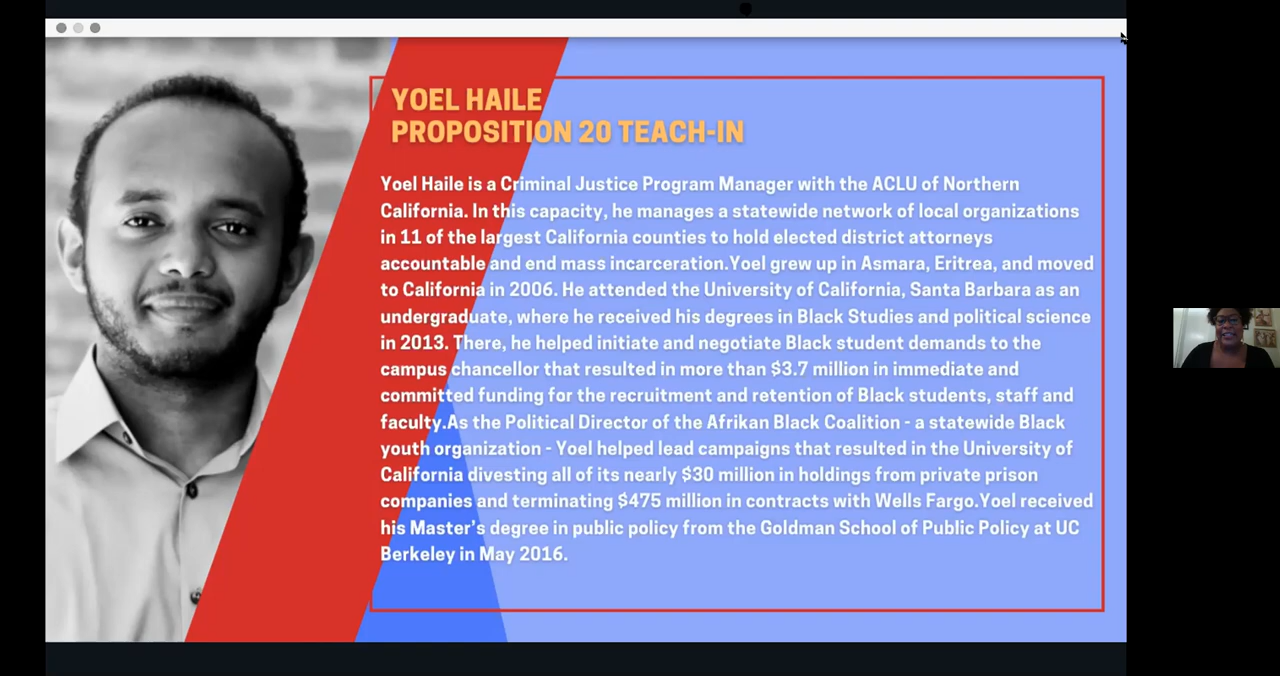 YOEL HAILE
PROPOSITION 20 TEACH-IN
Yoel Haile is a Criminal Justice Program Manager with the ACLU of Northern
California. In this capacity, he manages a statewide network of local organizations
in 11 of the largest California counties to hold elected district attorneys
accountable and end mass incarceration.Yoel grew up in Asmara, Eritrea, and moved
to California in 2006. He attended the University of California, Santa Barbara as an
undergraduate, where he received his degrees in Black Studies and political science
in 2013. There, he helped initiate and negotiate Black student demands to the
campus chancellor that resulted in more than $3.7 million in immediate and
committed funding for the recruitment and retention of Black students, staff and
faculty.As the Political Director of the Afrikan Black Coalition - a statewide Black
youth organization - Yoel helped lead campaigns that resulted in the University of
California divesting all of its nearly $30 million in holdings from private prison
companies and terminating $475 million in contracts with Wells Fargo.Yoel received
his Master's degree in public policy from the Goldman School of Public Policy at UC
Berkeley in May 2016.